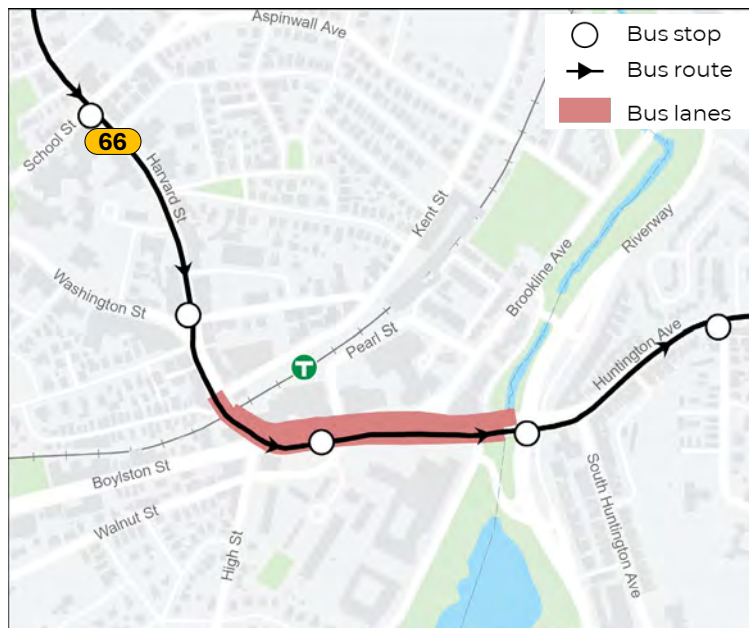 Aspinwall Ave
Bus stop
Bus route
Bus lanes
School St
66
Harvard St
Kent St
Riverway
Brookline Ave
Washington St
Pearl St
T
Huntington Ave
Boylston St
Walnut St
High St
South Huntington Ave